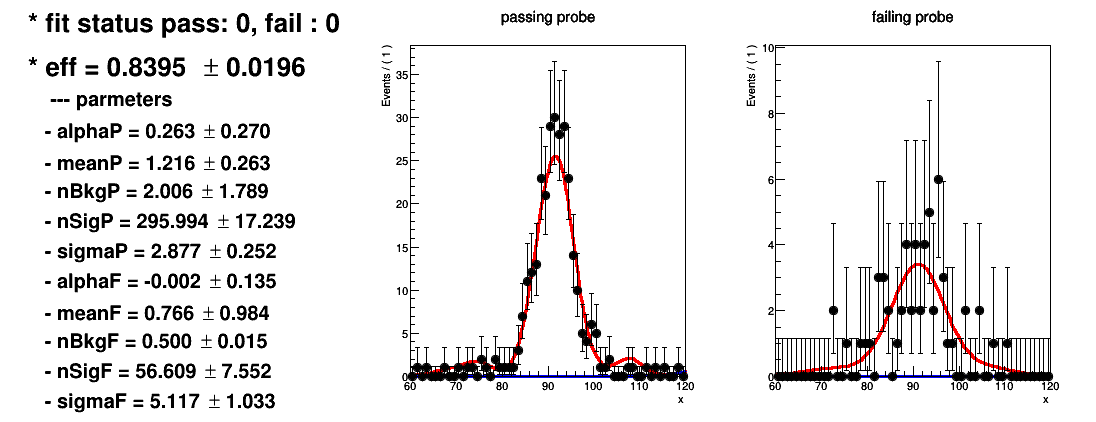 * fit status pass: 0, fail : 0
* eff = 0.8395 ± 0.0196
--- parmeters
- alphaP = 0.263 ± 0.270
- meanP = 1.216 ± 0.263
- nBkgP = 2.006 ± 1.789
- nSigP = 295.994 ± 17.239
- sigmaP = 2.877 ± 0.252
- alphaF = -0.002 ± 0.135
- meanF = 0.766 ± 0.984
- nBkgF = 0.500 ± 0.015
- nSigF = 56.609 ± 7.552
- sigmaF = 5.117 ± 1.033
passing probe
Events / ( 1 )
35
30
25
20
15
10
5
0
60 70 80 90 100 110 120
x
failing probe
Events / ( 1 )
10
8
6
4
2
0
60 70 80 90 100 110 120
x